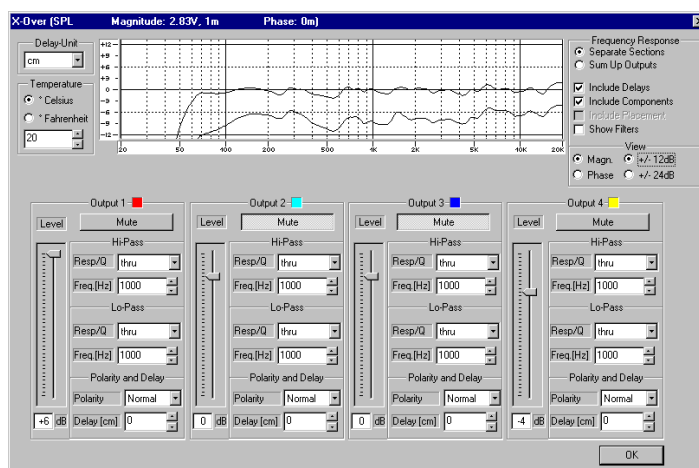 X-Over (SPL Magnitude: 2.83V, 1m Phase: 0m)
Delay-Unit
cm
Temperature
° Celsius
° Fahrenheit
20
+12
+9
+6
+3
0
-3
-6
-9
-12
20 50 100 200 500 1K 2K 5K 10K 20K
Frequency Response
Separate Sections
Sum Up Outputs
Include Delays
Include Components
Include Placement
Show Filters
View
Magn. +/- 12dB
Phase +/- 24dB
Output 1
Level Mute
Hi-Pass
Resp/Q thru
Freq.[Hz] 1000
Lo-Pass
Resp/Q thru
Freq.[Hz] 1000
Polarity and Delay
Polarity Normal
+6 dB Delay [cm] 0
Output 2
Level Mute
Hi-Pass
Resp/Q thru
Freq.[Hz] 1000
Lo-Pass
Resp/Q thru
Freq.[Hz] 1000
Polarity and Delay
Polarity Normal
0 dB Delay [cm] 0
Output 3
Level Mute
Hi-Pass
Resp/Q thru
Freq.[Hz] 1000
Lo-Pass
Resp/Q thru
Freq.[Hz] 1000
Polarity and Delay
Polarity Normal
0 dB Delay [cm] 0
Output 4
Level Mute
Hi-Pass
Resp/Q thru
Freq.[Hz] 1000
Lo-Pass
Resp/Q thru
Freq.[Hz] 1000
Polarity and Delay
Polarity Normal
-4 dB Delay [cm] 0
OK